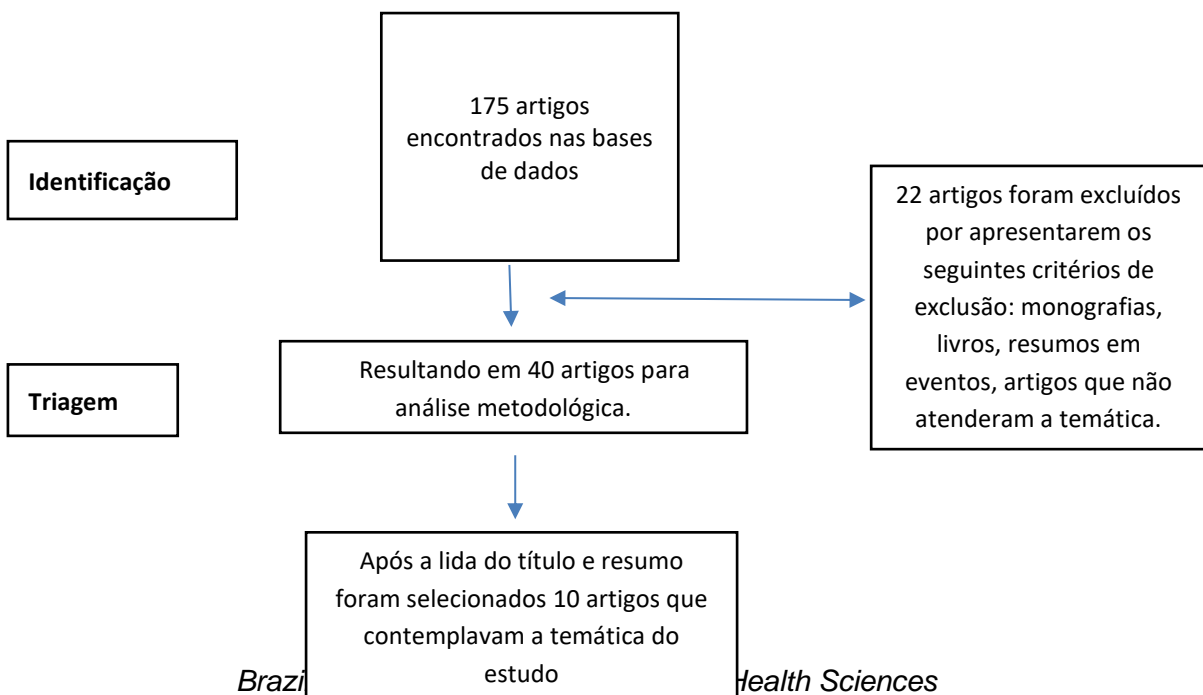 175 artigos
encontrados nas bases
de dados
Identificação
22 artigos foram excluídos
por apresentarem os
seguintes critérios de
exclusão: monografias,
livros, resumos em
eventos, artigos que não
atenderam a temática.
Resultando em 40 artigos para
análise metodológica.
Triagem
Após a lida do título e resumo
foram selecionados 10 artigos que
contemplavam a temática do
estudo
Health Sciences